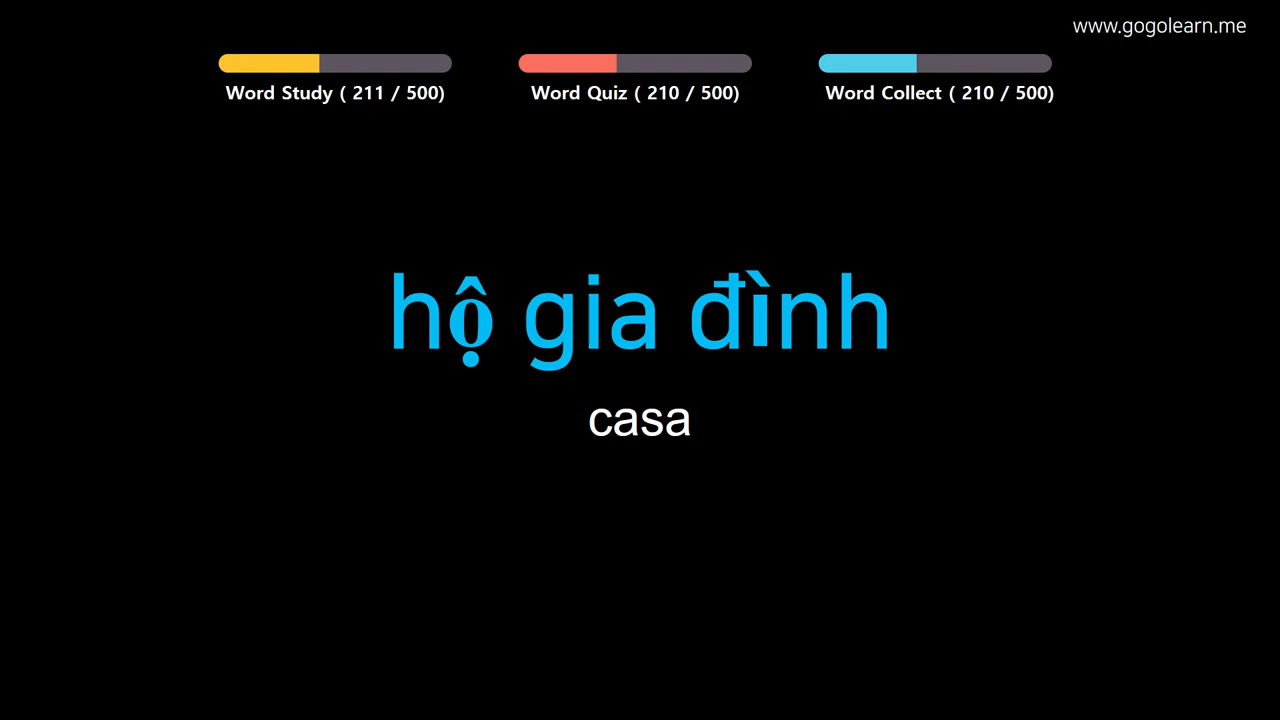 www.gogolearn.me
Word Study ( 211 / 500)
Word Quiz ( 210 / 500)
Word Collect ( 210 / 500)
hộ gia đình
casa